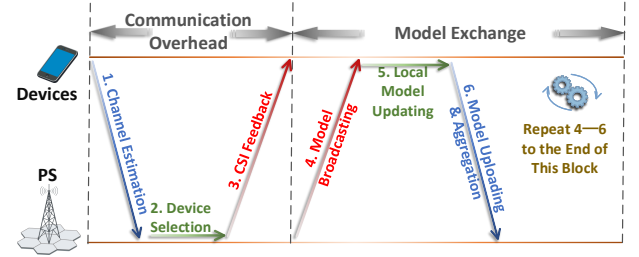 Communication
Overhead
Model Exchange
Devices
1. Channel Estimation
2. Device
Selection
3. CSI Feedback
4. Model
Broadcasting
5. Local
Model
Updating
6. Model Uploading
& Aggregation
Repeat 4—6
to the End of
This Block
PS